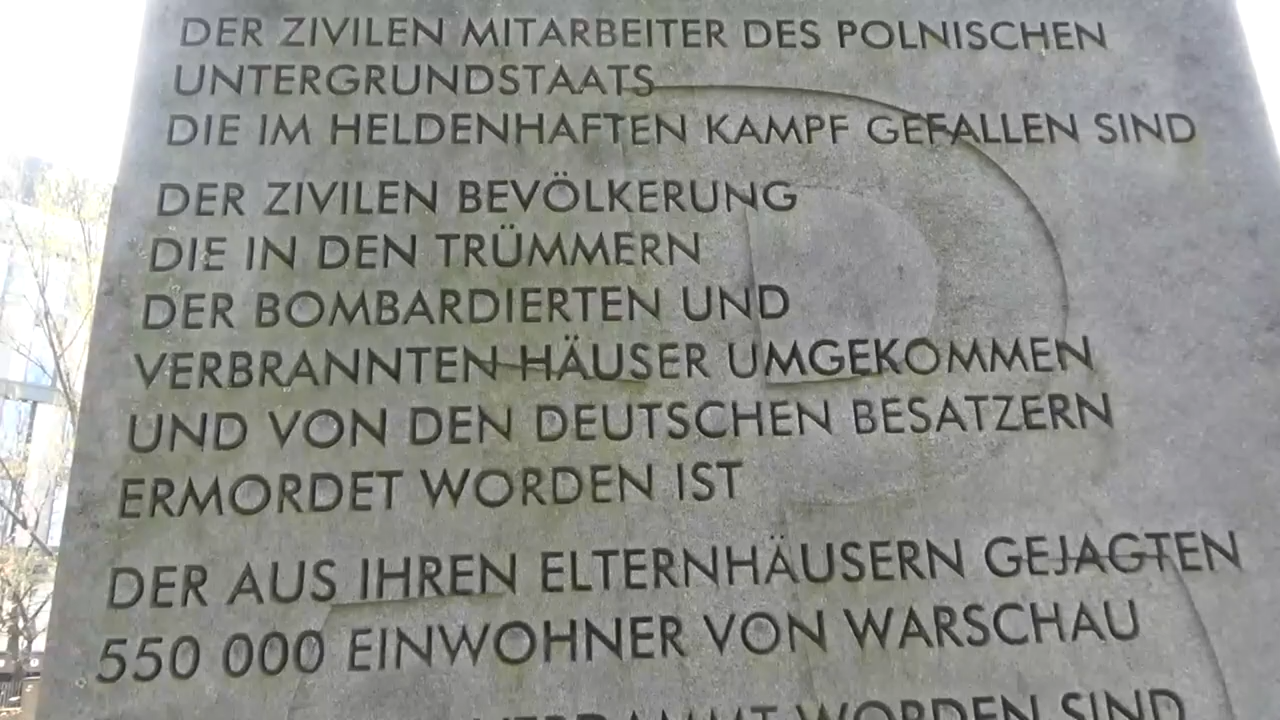 DER ZIVILEN MITARBEITER DES POLNISCHEN
UNTERGRUNDSTAATS
DIE IM HELDENHAFTEN KAMPF GEFALLEN SIND
DER ZIVILEN BEVÖLKERUNG
DIE IN DEN TRÜMMERN
DER BOMBARDIERTEN UND
VERBRANNTEN HÄUSER UMGEKOMMEN
UND VON DEN DEUTSCHEN BESATZERN
ERMORDET WORDEN IST
DER AUS IHREN ELTERNHÄUSERN GEJAGTEN
550 000 EINWOHNER VON WARSCHAU
WORDEN SIND